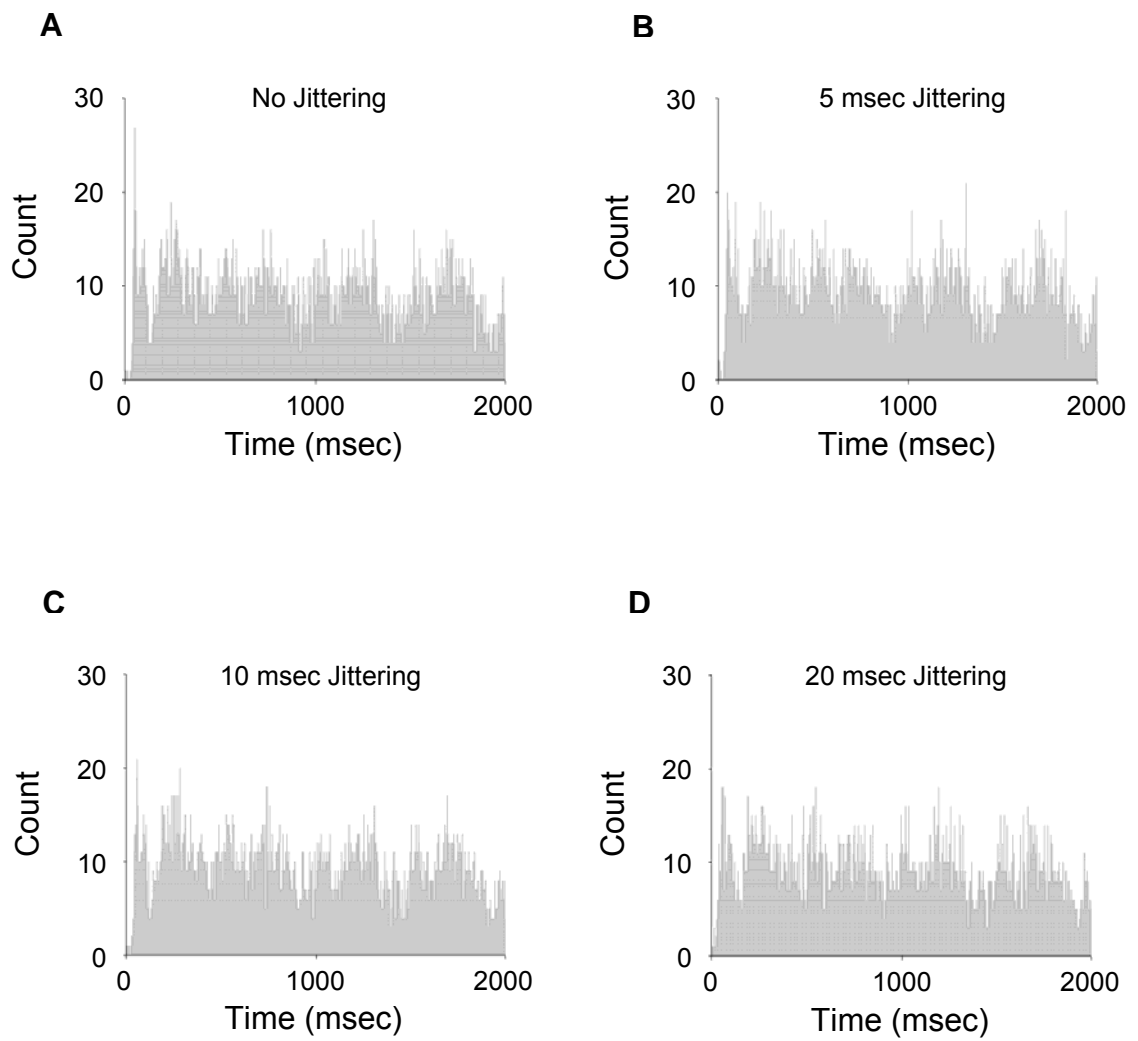 A
No Jittering
30
20
10
0
Count
0 1000 2000
Time (msec)
B
5 msec Jittering
30
20
10
0
Count
0 1000 2000
Time (msec)
C
10 msec Jittering
30
20
10
0
Count
0 1000 2000
Time (msec)
D
20 msec Jittering
30
20
10
0
Count
0 1000 2000
Time (msec)